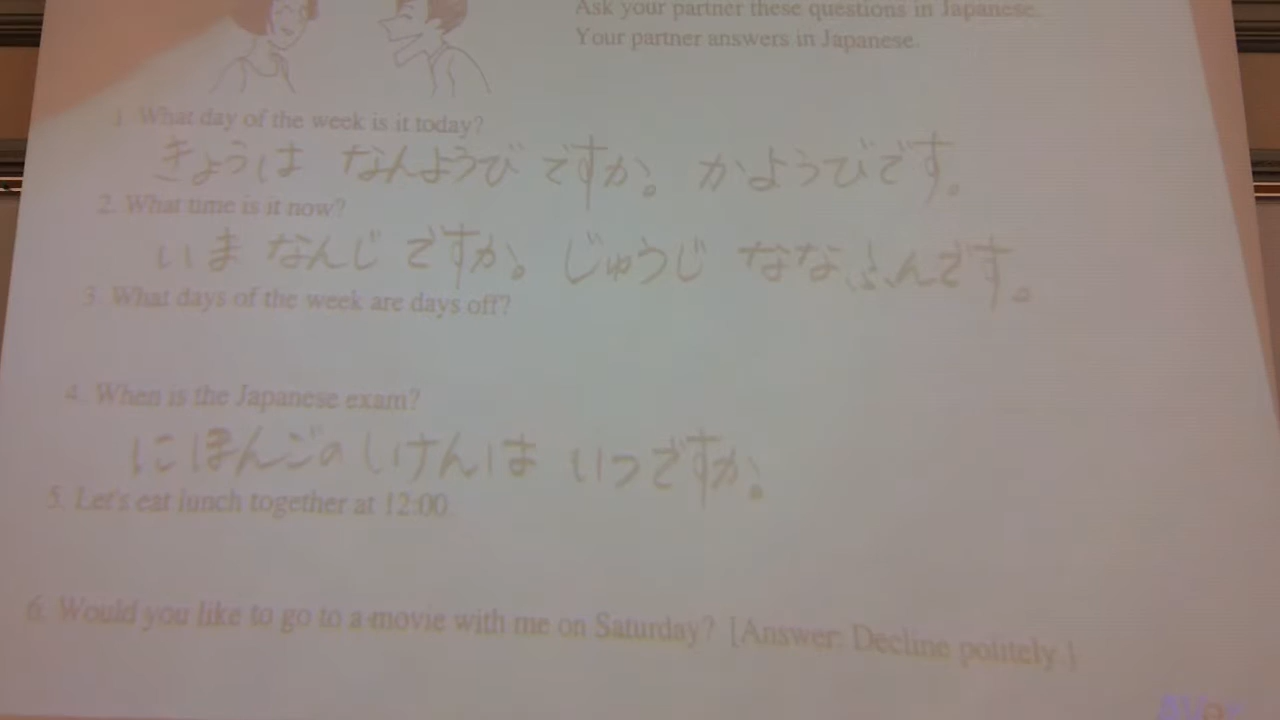 Ask your partner these questions in Japanese.
Your partner answers in Japanese.
1. What day of the week is it today?
きょうは なんようび ですか。 かようびです。
2. What time is it now?
いま なんじ ですか。 じゅうじ ななふんです。
3. What days of the week are days off?
4. When is the Japanese exam?
にほんごの しけんは いつですか。
5. Let's eat lunch together at 12:00.
6. Would you like to go to a movie with me on Saturday? [Answer: Decline politely.]
AVer